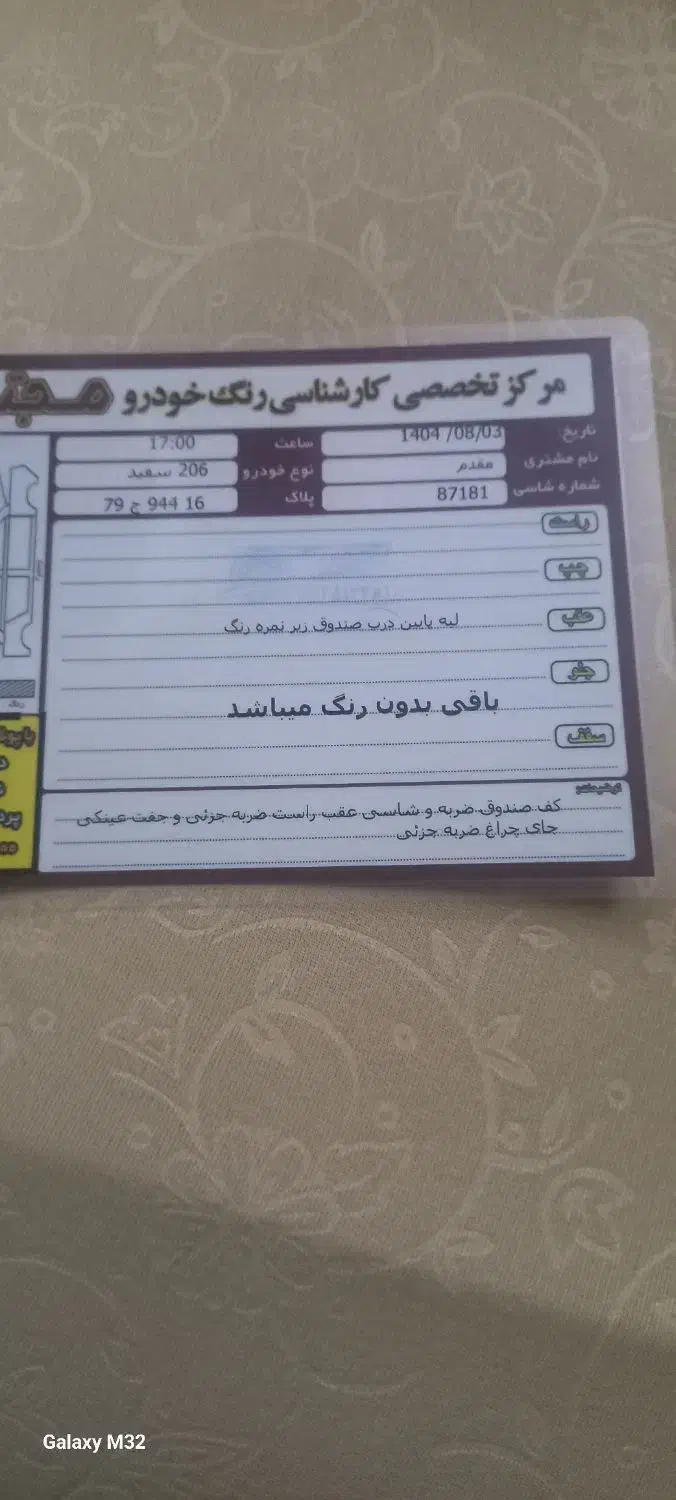 مرکز تخصصی کارشناسی رنگ خودرو
تاریخ: 1404 /08/03 ساعت 17:00
نام مشتری مقدم نوع خودرو 206 سفید
شماره شاسی 87181 پلاک 16 944 ج 79
راست
چپ
عقب لبه پایین درب صندوق زیر نمره رنگ
جلو
باقی بدون رنگ میباشد
سقف
توضیحات
کف صندوق ضربه و شاسی عقب راست ضربه جزئی و جفت عینکی
جای چراغ ضربه جزئی
رنگ
Galaxy M32